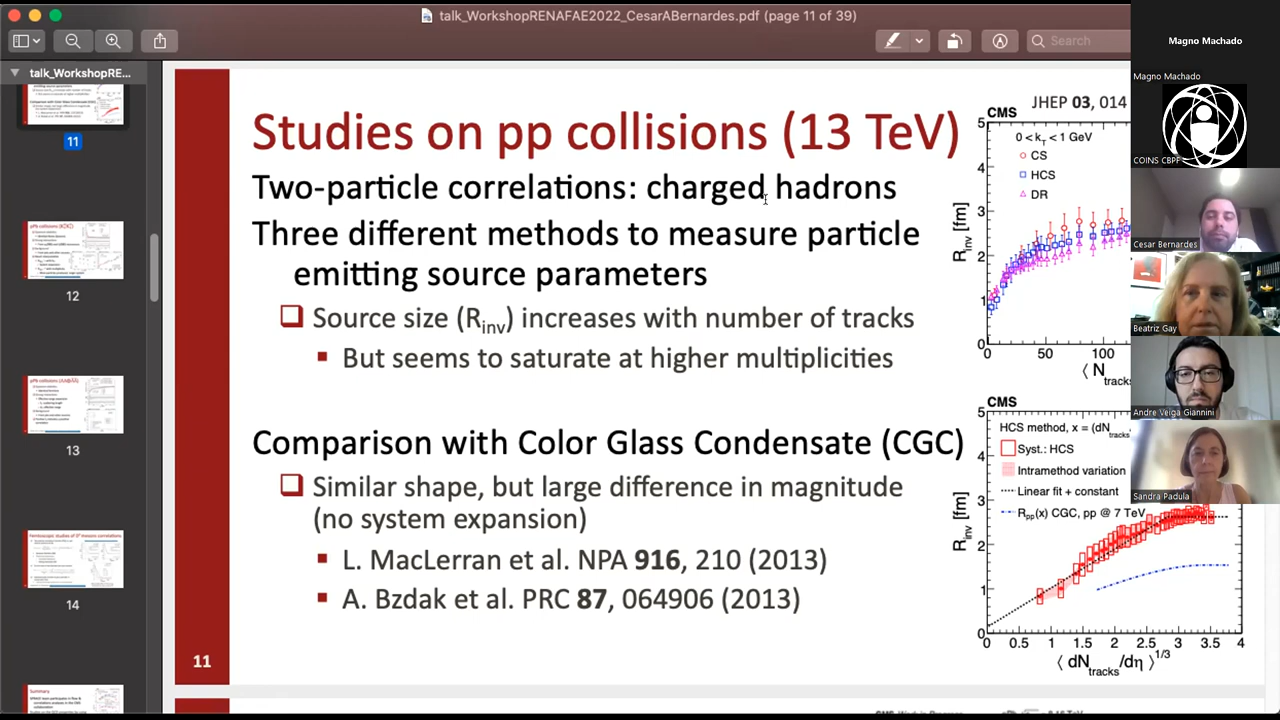 talk_WorkshopRENAFAE2022_CesarABernardes.pdf (page 11 of 39)
Search
talk_WorkshopRE...
11
12
13
14
Summary
Studies on pp collisions (13 TeV)
Two-particle correlations: charged hadrons
Three different methods to measure particle
emitting source parameters
❑ Source size (Rinv) increases with number of tracks
▪ But seems to saturate at higher multiplicities
Comparison with Color Glass Condensate (CGC)
❑ Similar shape, but large difference in magnitude
(no system expansion)
▪ L. MacLerran et al. NPA 916, 210 (2013)
▪ A. Bzdak et al. PRC 87, 064906 (2013)
11
JHEP 03, 014
CMS
0 < kT < 1 GeV
CS
HCS
DR
Rinv [fm]
5
4
3
2
1
0
0 50 100
⟨ Ntracks
CMS
HCS method, x = ⟨dNtracks
Syst.: HCS
Intramethod variation
Linear fit + constant
Rpp(x) CGC, pp @ 7 TeV
Rinv [fm]
5
4
3
2
1
0
0 0.5 1 1.5 2 2.5 3 3.5 4
⟨ dNtracks/dη ⟩1/3
Magno Machado
Magno Machado
COINS CBPF
Cesar Bernardes
Beatriz Gay
Andre Veiga Giannini
Sandra Padula